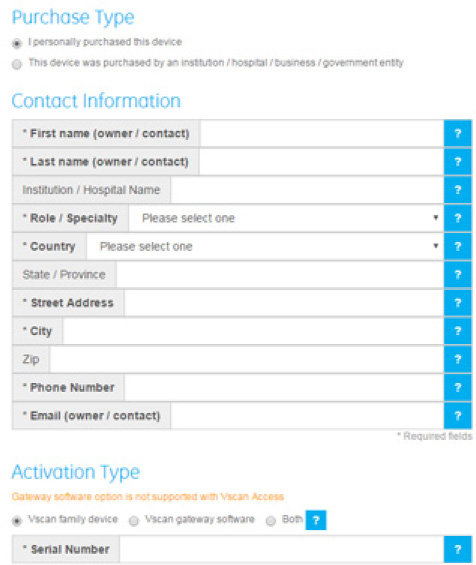 Purchase Type
I personally purchased this device
This device was purchased by an institution / hospital / business / government entity
Contact Information
* First name (owner / contact) ?
* Last name (owner / contact) ?
Institution / Hospital Name ?
* Role / Specialty Please select one ?
* Country Please select one ?
State / Province ?
* Street Address ?
* City ?
Zip ?
* Phone Number ?
* Email (owner / contact) ?
* Required fields
Activation Type
Gateway software option is not supported with Vscan Access
Vscan family device Vscan gateway software Both ?
* Serial Number ?